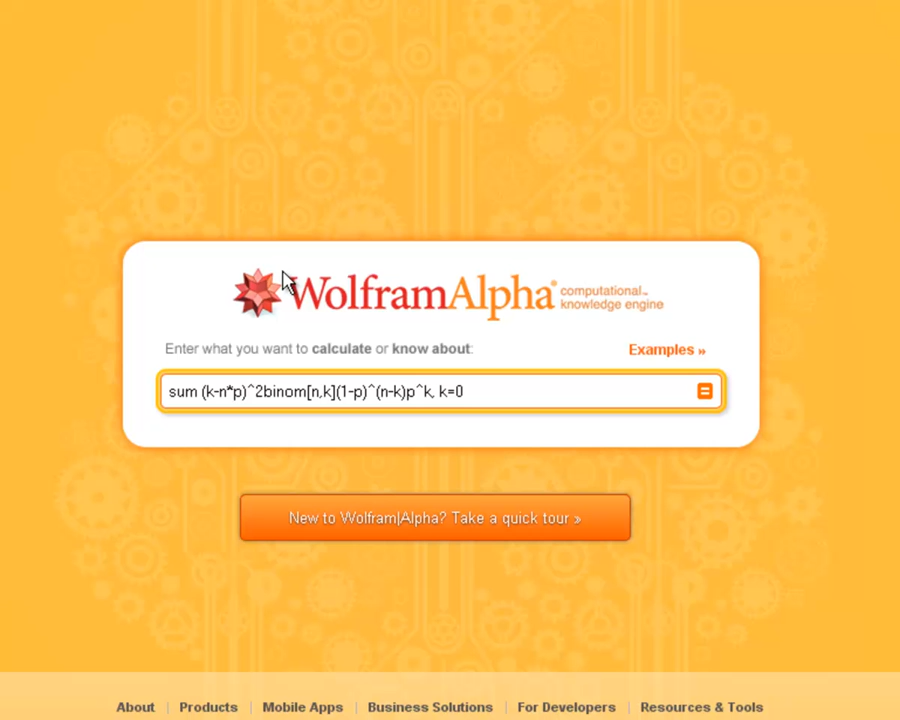 WolframAlpha® computational™
knowledge engine
Enter what you want to calculate or know about:
Examples »
sum (k-n*p)^2binom[n,k](1-p)^(n-k)p^k, k=0
New to Wolfram|Alpha? Take a quick tour »
About | Products | Mobile Apps | Business Solutions | For Developers | Resources & Tools